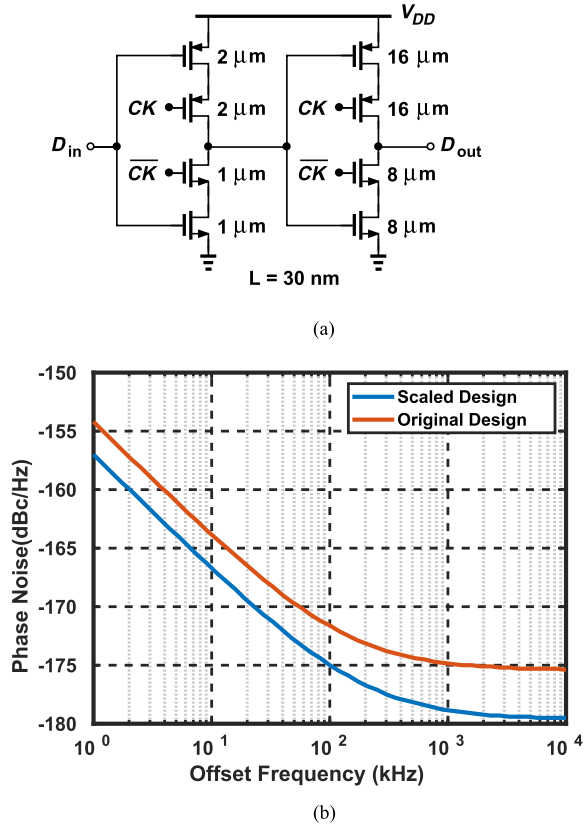 V_DD
2 μm 16 μm
CK 2 μm CK 16 μm
D_in D_out
C̅K̅ 1 μm C̅K̅ 8 μm
1 μm 8 μm
L = 30 nm
(a)
-150
Scaled Design
Original Design
-155
-160
-165
-170
-175
-180
Phase Noise(dBc/Hz)
10^0 10^1 10^2 10^3 10^4
Offset Frequency (kHz)
(b)